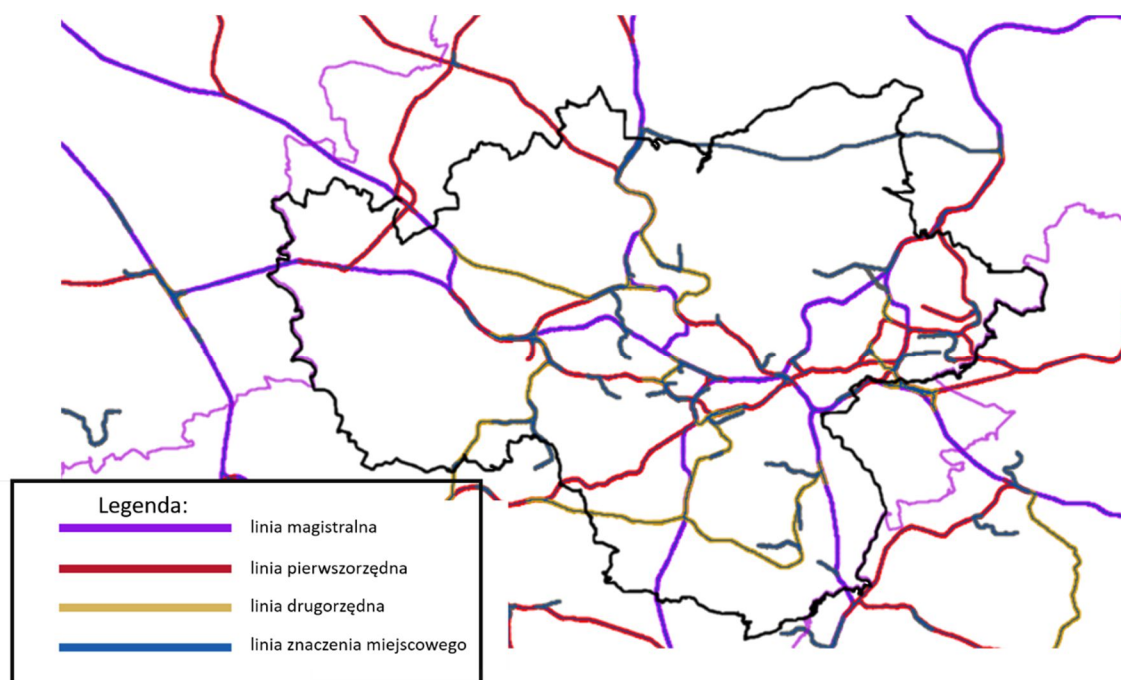 Legenda:
linia magistralna
linia pierwszorzędna
linia drugorzędna
linia znaczenia miejscowego